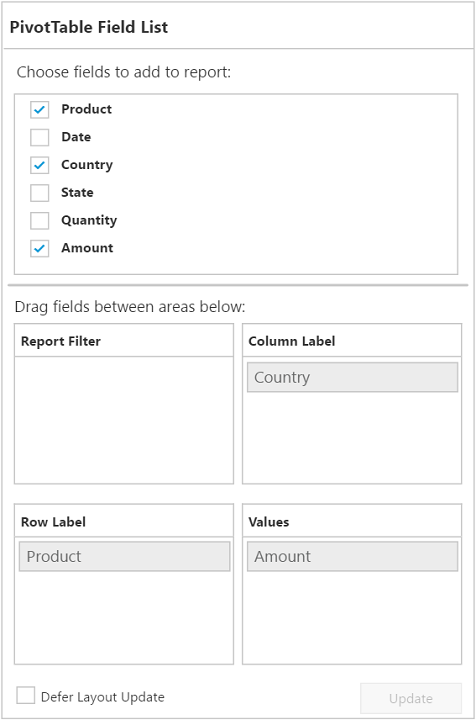 PivotTable Field List
Choose fields to add to report:
Product
Date
Country
State
Quantity
Amount
Drag fields between areas below:
Report Filter
Column Label
Country
Row Label
Product
Values
Amount
Defer Layout Update
Update